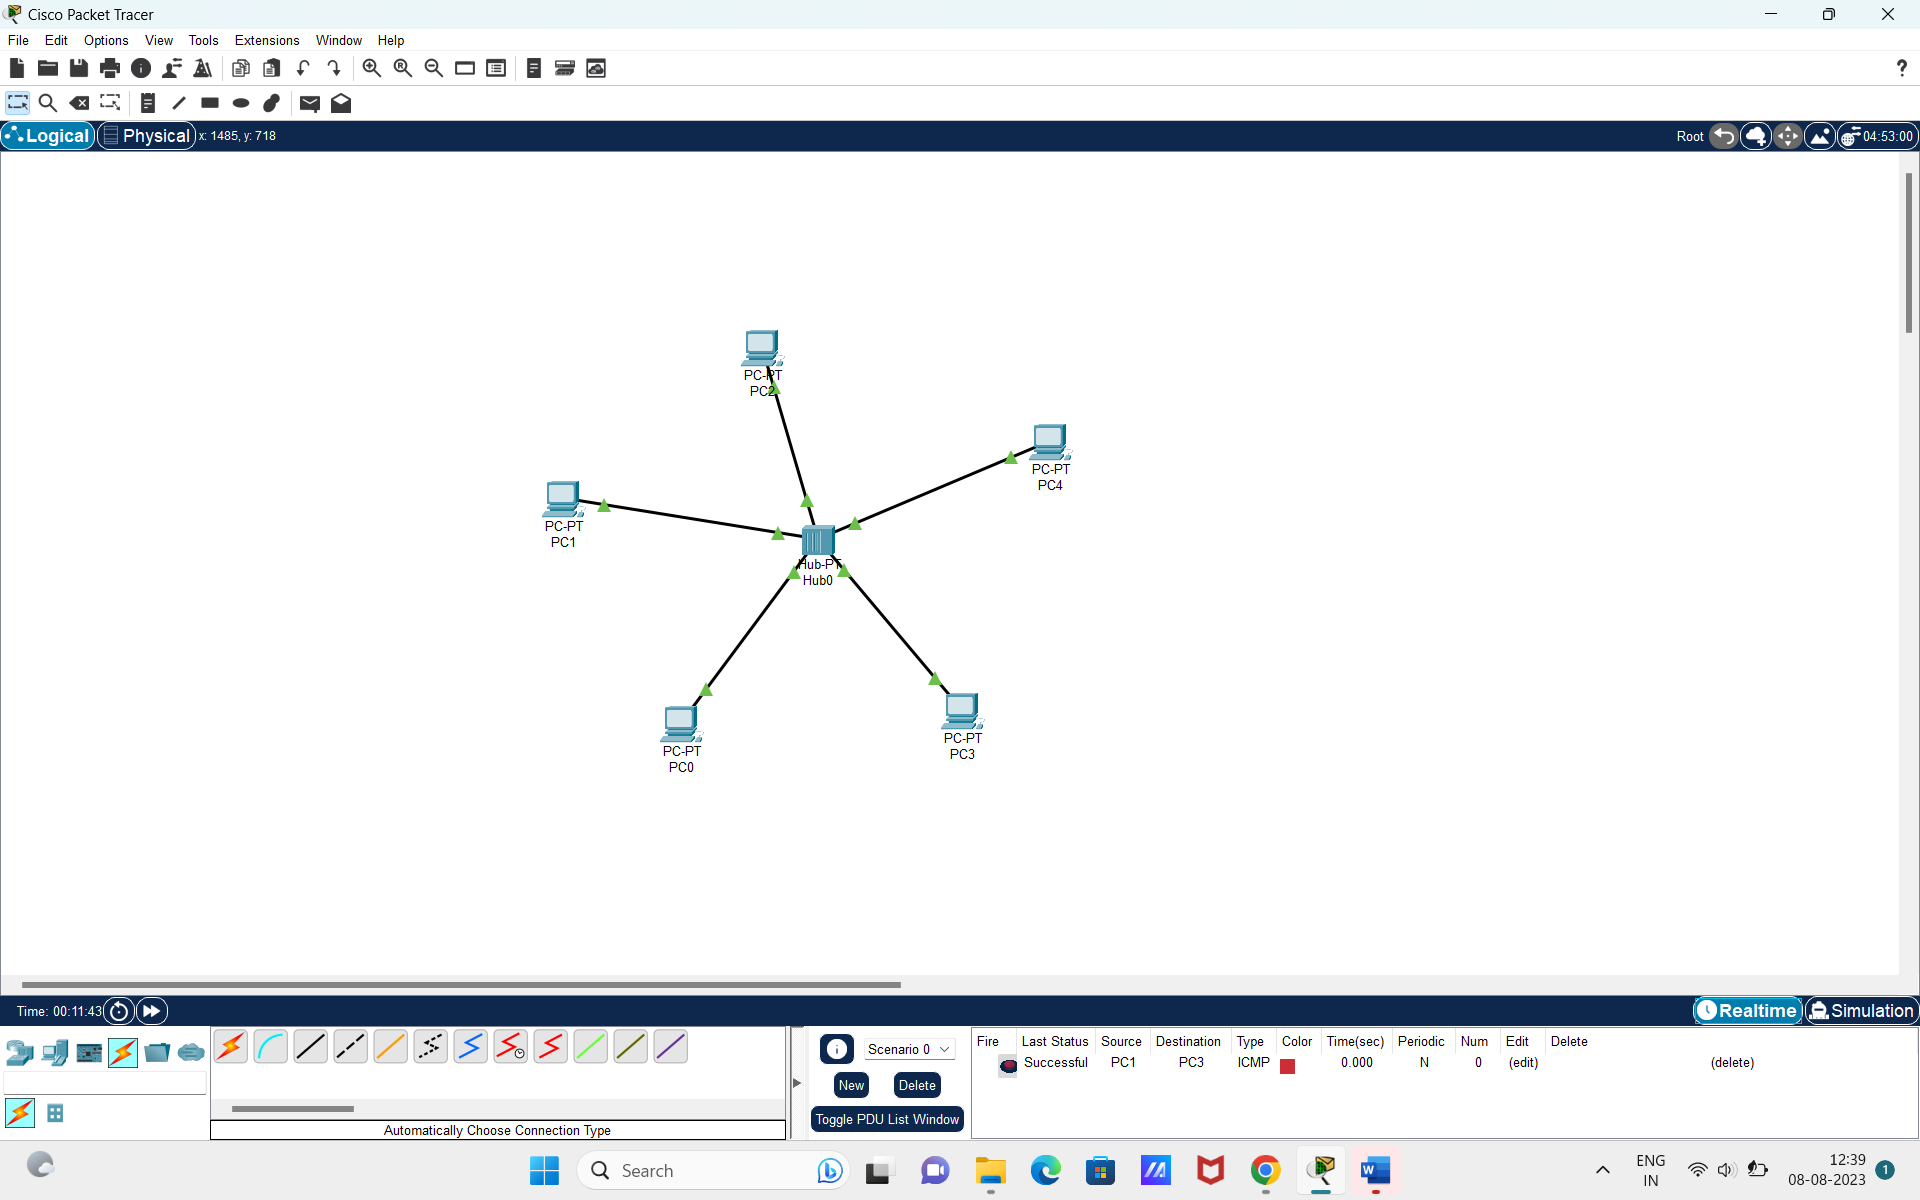 Cisco Packet Tracer
File Edit Options View Tools Extensions Window Help
?
Logical Physical x: 1485, y: 718 Root 04:53:00
PC-PT
PC2
PC-PT
PC4
PC-PT
PC1
Hub-PT
Hub0
PC-PT
PC0
PC-PT
PC3
Time: 00:11:43 Realtime Simulation
Scenario 0
New Delete
Toggle PDU List Window
Fire Last Status Source Destination Type Color Time(sec) Periodic Num Edit Delete
Successful PC1 PC3 ICMP 0.000 N 0 (edit) (delete)
Automatically Choose Connection Type
Search
W
ENG
IN
12:39
08-08-2023
1